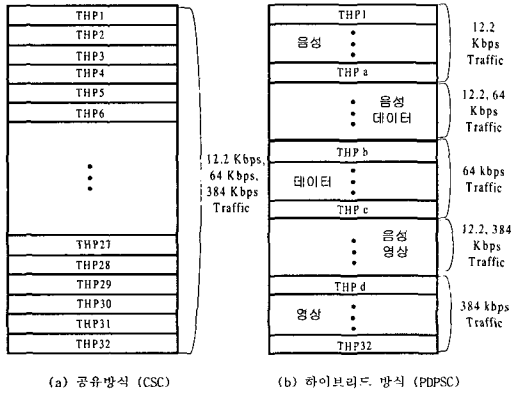 THP1
THP2
THP3
THP4
THP5
THP6
THP27
THP28
THP29
THP30
THP31
THP32
12.2 Kbps,
64 Kbps,
384 Kbps
Traffic
(a) 공유방식 (CSC)
THP1
음성
THP a
음성
데이터
THP b
데이터
THP c
음성
영상
THP d
영상
THP32
12.2
Kbps
Traffic
12.2, 64
Kbps
Traffic
64 kbps
Traffic
12.2, 384
Kbps
Traffic
384 kbps
Traffic
(b) 하이브리드 방식 (PDPSC)